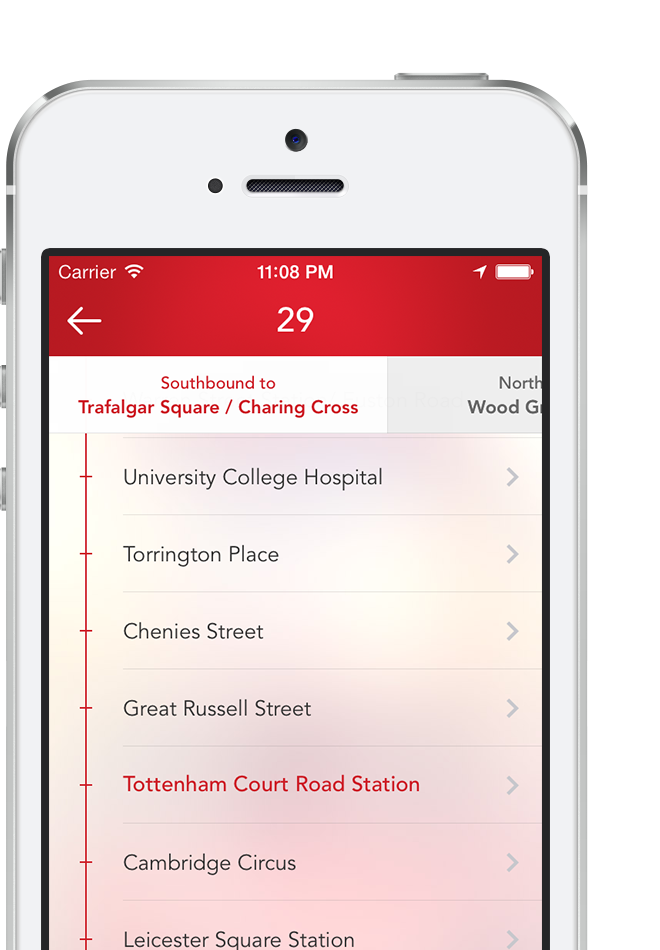 Carrier 11:08 PM
29
Southbound to
Trafalgar Square / Charing Cross
North
Wood Gr
University College Hospital
Torrington Place
Chenies Street
Great Russell Street
Tottenham Court Road Station
Cambridge Circus
Leicester Square Station